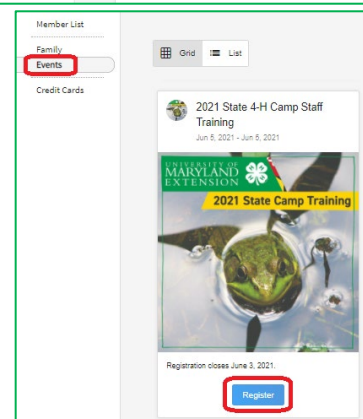 Member List
Family
Events
Credit Cards
Grid
List
2021 State 4-H Camp Staff
Training
Jun 5, 2021 - Jun 5, 2021
UNIVERSITY OF
MARYLAND
EXTENSION
2021 State Camp Training
Registration closes June 3, 2021.
Register